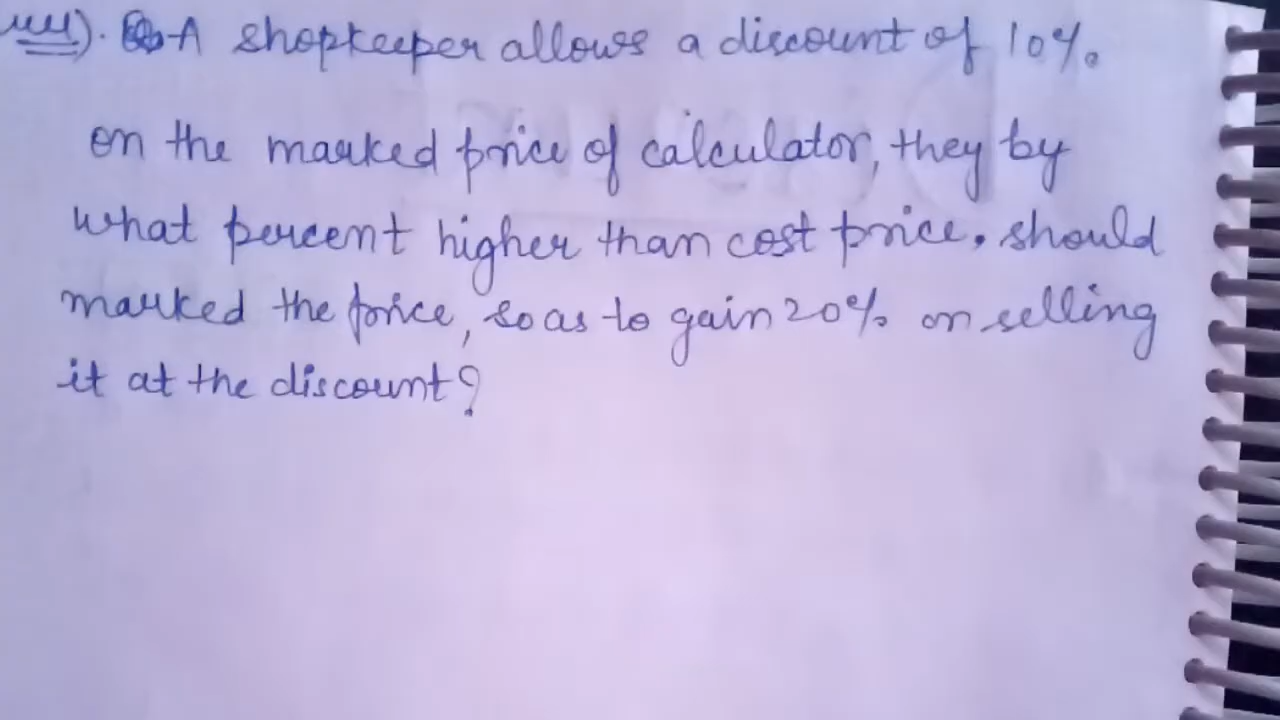 A shopkeeper allows a discount of 10%
on the marked price of calculator, they by
what percent higher than cost price, should
marked the price, so as to gain 20% on selling
it at the discount?